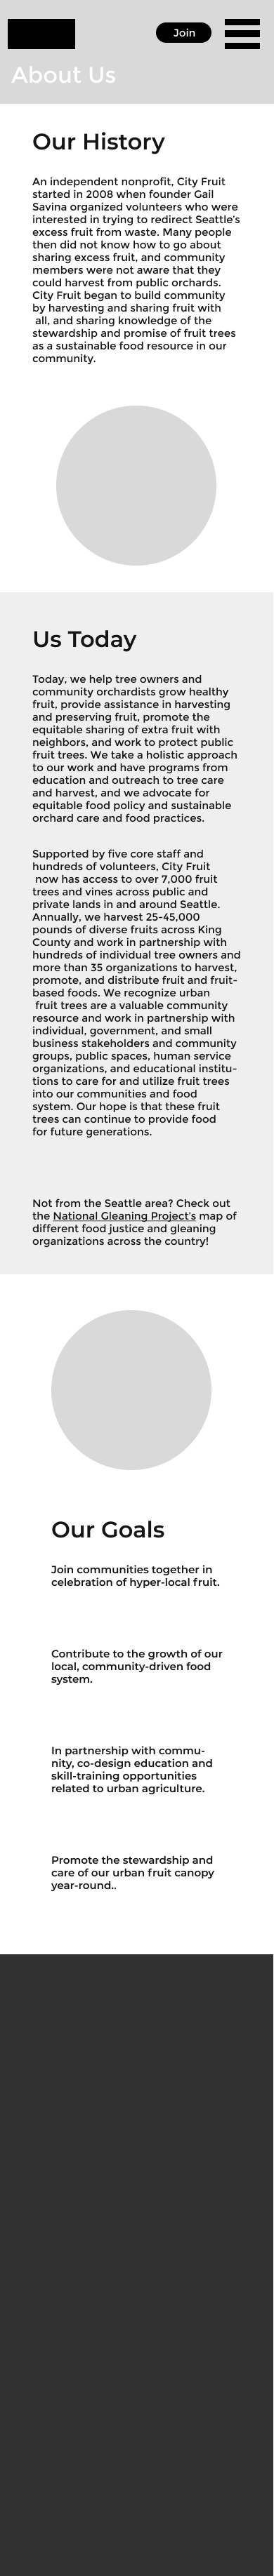 Join
About Us
Our History
An independent nonprofit, City Fruit
started in 2008 when founder Gail
Savina organized volunteers who were
interested in trying to redirect Seattle's
excess fruit from waste. Many people
then did not know how to go about
sharing excess fruit, and community
members were not aware that they
could harvest from public orchards.
City Fruit began to build community
by harvesting and sharing fruit with
all, and sharing knowledge of the
stewardship and promise of fruit trees
as a sustainable food resource in our
community.
Us Today
Today, we help tree owners and
community orchardists grow healthy
fruit, provide assistance in harvesting
and preserving fruit, promote the
equitable sharing of extra fruit with
neighbors, and work to protect public
fruit trees. We take a holistic approach
to our work and have programs from
education and outreach to tree care
and harvest, and we advocate for
equitable food policy and sustainable
orchard care and food practices.
Supported by five core staff and
hundreds of volunteers, City Fruit
now has access to over 7,000 fruit
trees and vines across public and
private lands in and around Seattle.
Annually, we harvest 25-45,000
pounds of diverse fruits across King
County and work in partnership with
hundreds of individual tree owners and
more than 35 organizations to harvest,
promote, and distribute fruit and fruit-
based foods. We recognize urban
fruit trees are a valuable community
resource and work in partnership with
individual, government, and small
business stakeholders and community
groups, public spaces, human service
organizations, and educational institu-
tions to care for and utilize fruit trees
into our communities and food
system. Our hope is that these fruit
trees can continue to provide food
for future generations.
Not from the Seattle area? Check out
the National Gleaning Project's map of
different food justice and gleaning
organizations across the country!
Our Goals
Join communities together in
celebration of hyper-local fruit.
Contribute to the growth of our
local, community-driven food
system.
In partnership with commu-
nity, co-design education and
skill-training opportunities
related to urban agriculture.
Promote the stewardship and
care of our urban fruit canopy
year-round..